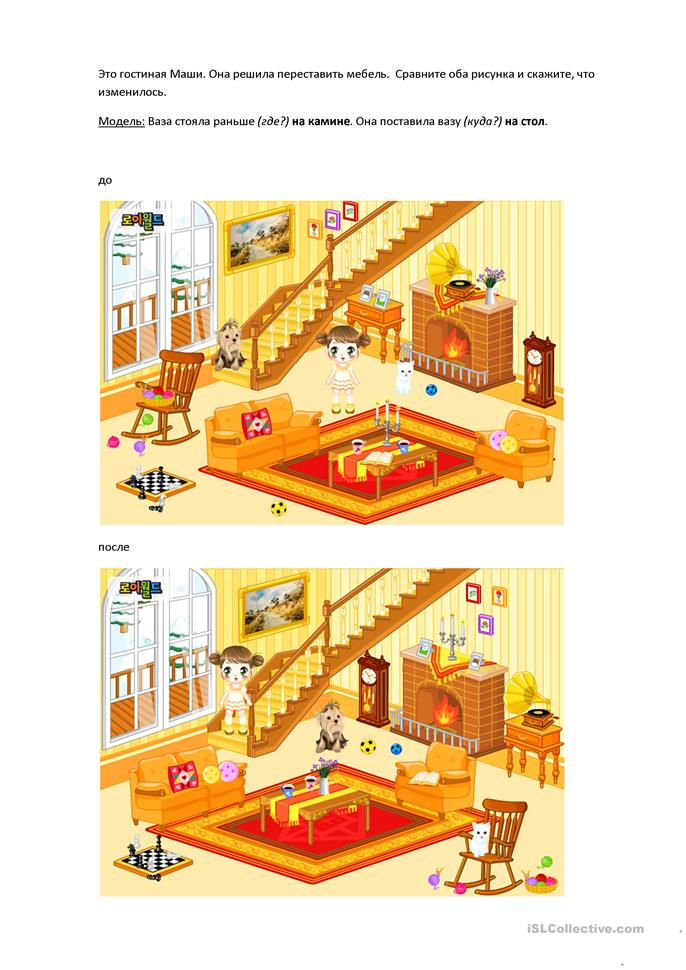 Это гостиная Маши. Она решила переставить мебель.  Сравните оба рисунка и скажите, что
изменилось.
Модель: Ваза стояла раньше (где?) на камине. Она поставила вазу (куда?) на стол.
до
로이월드
после
로이월드
iSLCollective.com